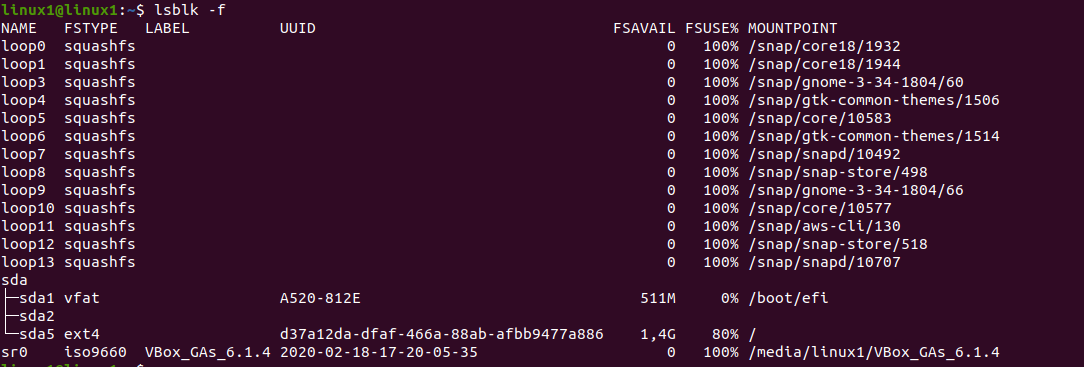 linux1@linux1:~$ lsblk -f
NAME   FSTYPE   LABEL          UUID                                 FSAVAIL FSUSE% MOUNTPOINT
loop0  squashfs                                                           0   100% /snap/core18/1932
loop1  squashfs                                                           0   100% /snap/core18/1944
loop3  squashfs                                                           0   100% /snap/gnome-3-34-1804/60
loop4  squashfs                                                           0   100% /snap/gtk-common-themes/1506
loop5  squashfs                                                           0   100% /snap/core/10583
loop6  squashfs                                                           0   100% /snap/gtk-common-themes/1514
loop7  squashfs                                                           0   100% /snap/snapd/10492
loop8  squashfs                                                           0   100% /snap/snap-store/498
loop9  squashfs                                                           0   100% /snap/gnome-3-34-1804/66
loop10 squashfs                                                           0   100% /snap/core/10577
loop11 squashfs                                                           0   100% /snap/aws-cli/130
loop12 squashfs                                                           0   100% /snap/snap-store/518
loop13 squashfs                                                           0   100% /snap/snapd/10707
sda
├─sda1 vfat                    A520-812E                               511M     0% /boot/efi
├─sda2
└─sda5 ext4                    d37a12da-dfaf-466a-88ab-afbb9477a886    1,4G    80% /
sr0    iso9660  VBox_GAs_6.1.4 2020-02-18-17-20-05-35                     0   100% /media/linux1/VBox_GAs_6.1.4